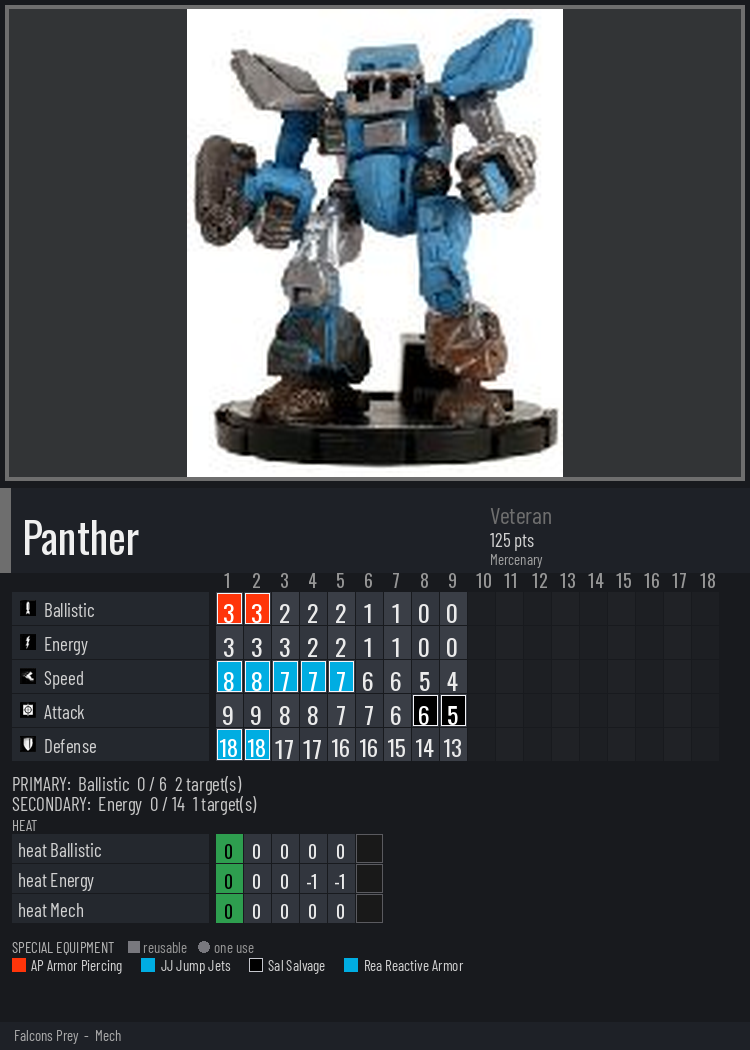 Panther
Veteran
125 pts
Mercenary
1 2 3 4 5 6 7 8 9 10 11 12 13 14 15 16 17 18
Ballistic 3 3 2 2 2 1 1 0 0
Energy 3 3 3 2 2 1 1 0 0
Speed 8 8 7 7 7 6 6 5 4
Attack 9 9 8 8 7 7 6 6 5
Defense 18 18 17 17 16 16 15 14 13
PRIMARY: Ballistic 0 / 6 2 target(s)
SECONDARY: Energy 0 / 14 1 target(s)
HEAT
heat Ballistic 0 0 0 0 0
heat Energy 0 0 0 -1 -1
heat Mech 0 0 0 0 0
SPECIAL EQUIPMENT reusable one use
AP Armor Piercing JJ Jump Jets Sal Salvage Rea Reactive Armor
Falcons Prey - Mech